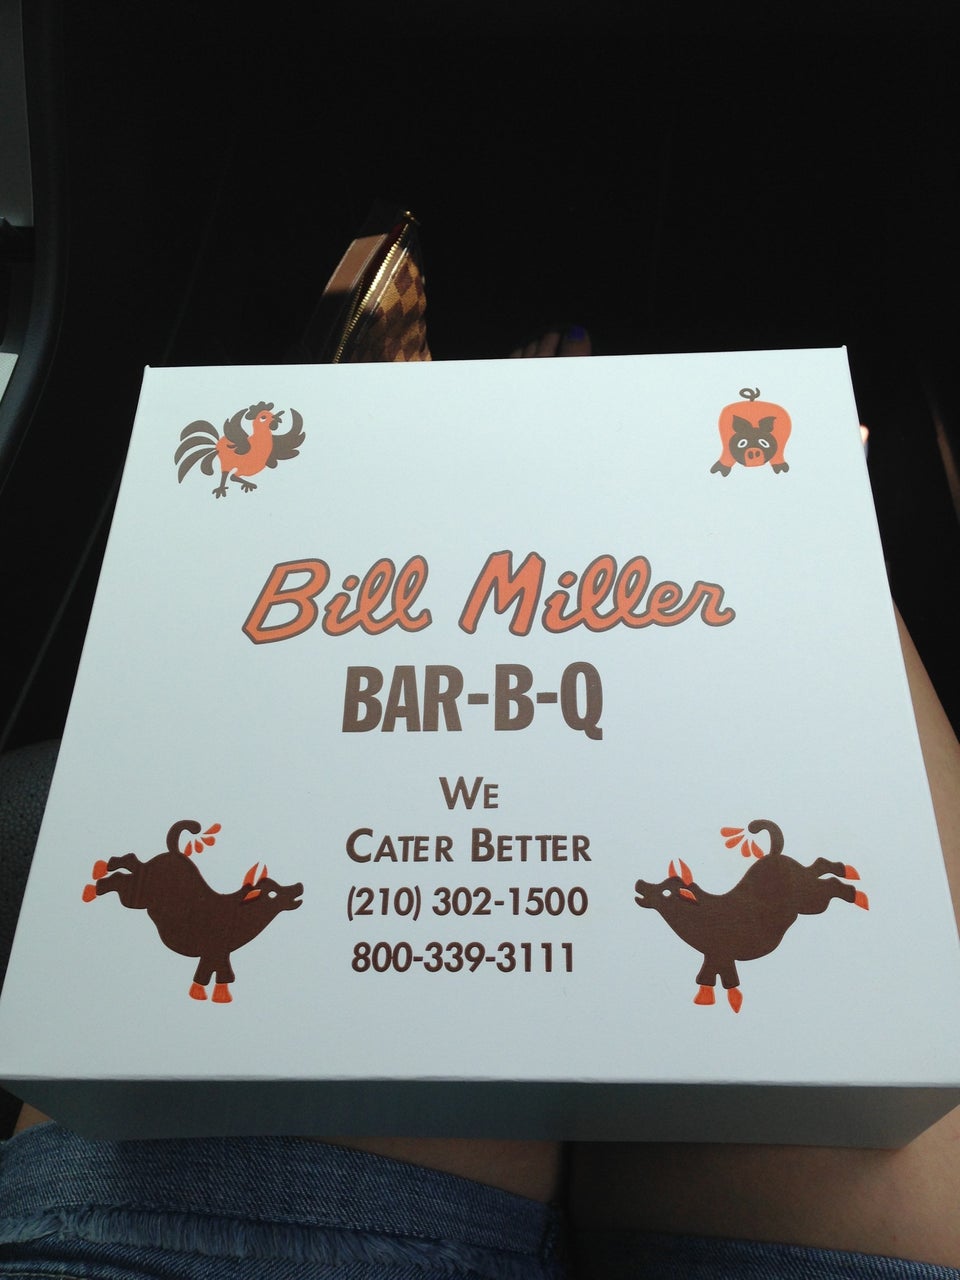 Bill Miller
BAR-B-Q
WE
CATER BETTER
(210) 302-1500
800-339-3111